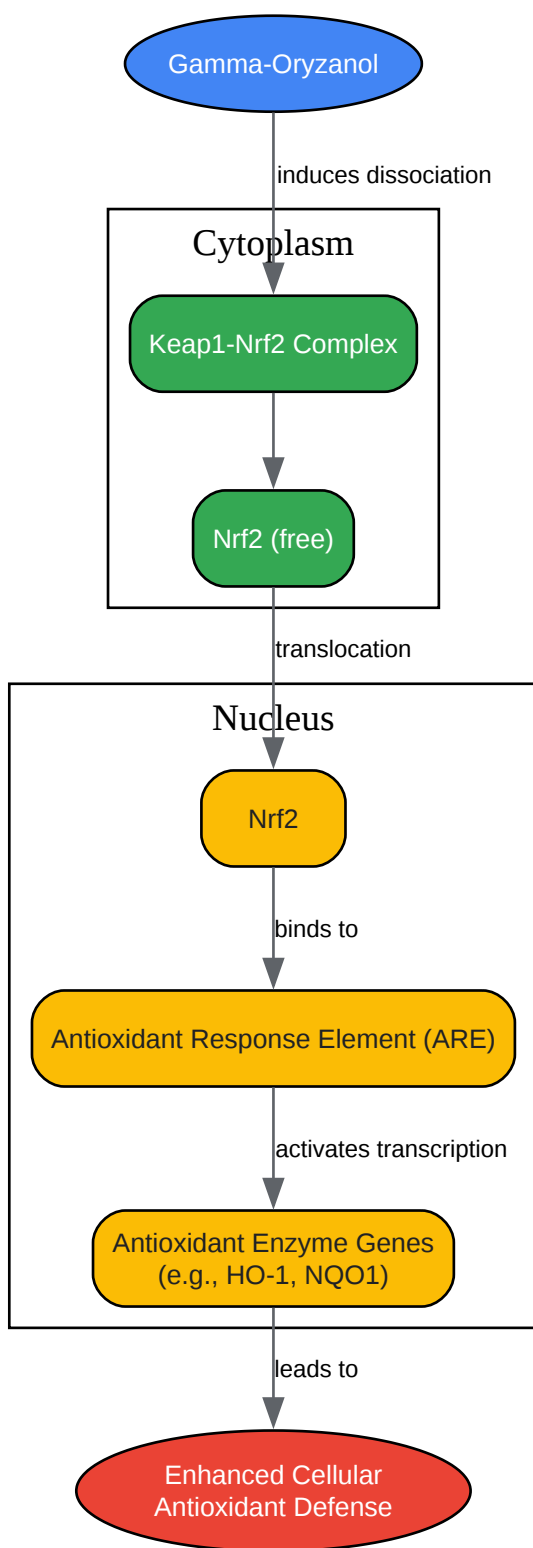 Gamma-Oryzanol
induces dissociation
Cytoplasm
Keap1-Nrf2 Complex
Nrf2 (free)
translocation
Nucleus
Nrf2
binds to
Antioxidant Response Element (ARE)
activates transcription
Antioxidant Enzyme Genes
(e.g., HO-1, NQO1)
leads to
Enhanced Cellular
Antioxidant Defense